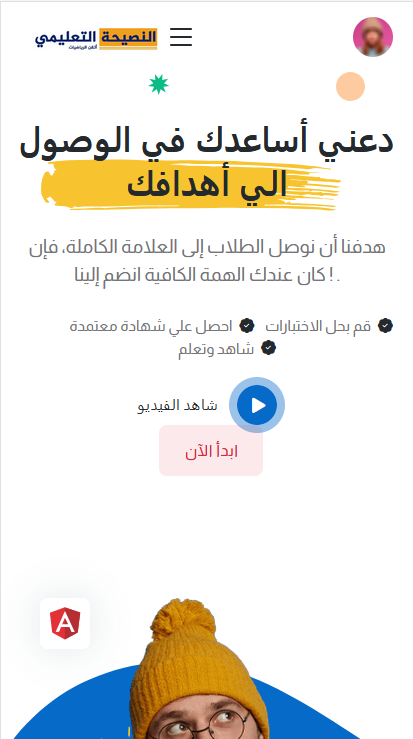 النصيحة التعليمي
أتقن الرياضيات
دعني أساعدك في الوصول
الي أهدافك
هدفنا أن نوصل الطلاب إلى العلامة الكاملة، فإن
كان عندك الهمة الكافية انضم إلينا ! .
قم بحل الاختبارات احصل علي شهادة معتمدة
شاهد وتعلم
شاهد الفيديو
ابدأ الآن
A